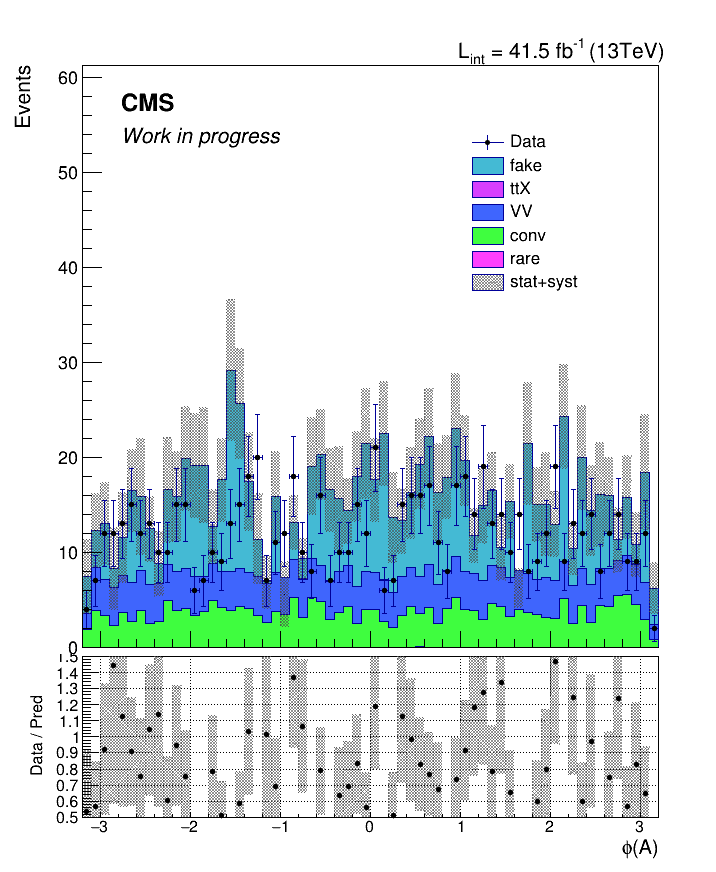 L_int = 41.5 fb^-1 (13TeV)
Events
60
50
40
30
20
10
0
CMS
Work in progress
Data
fake
ttX
VV
conv
rare
stat+syst
Data / Pred
1.5
1.4
1.3
1.2
1.1
1
0.9
0.8
0.7
0.6
0.5
−3 −2 −1 0 1 2 3
ϕ(A)